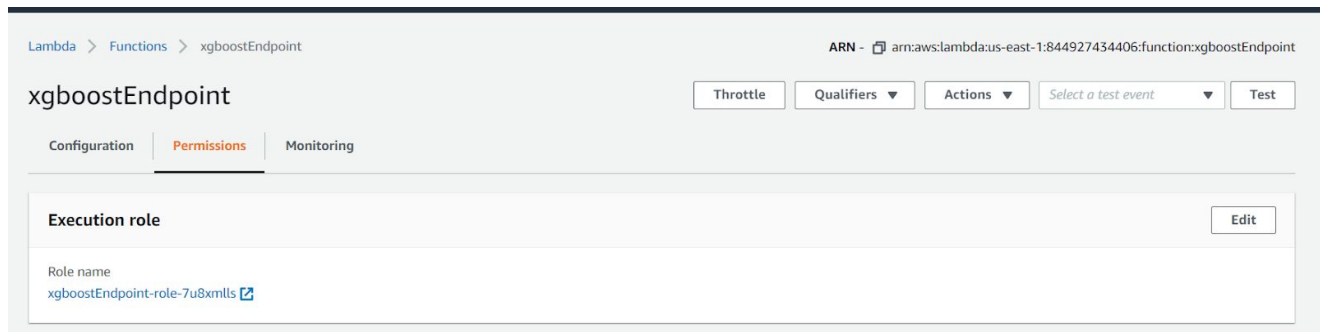 Lambda > Functions > xgboostEndpoint ARN - arn:aws:lambda:us-east-1:844927434406:function:xgboostEndpoint
xgboostEndpoint Throttle Qualifiers ▼ Actions ▼ Select a test event ▼ Test
Configuration Permissions Monitoring
Execution role Edit
Role name
xgboostEndpoint-role-7u8xmlls